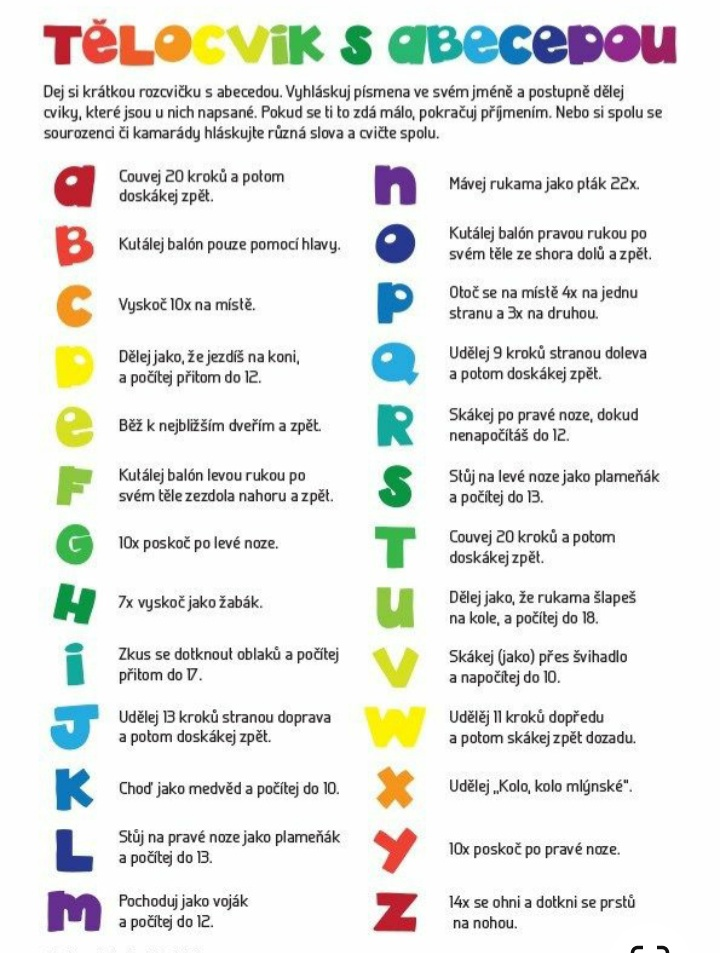 TĚLOCVIK S ABECEDOU
Dej si krátkou rozcvičku s abecedou. Vyhláskuj písmena ve svém jméně a postupně dělej
cviky, které jsou u nich napsané. Pokud se ti to zdá málo, pokračuj příjmením. Nebo si spolu se
sourozenci či kamarády hláskujte různá slova a cvičte spolu.
a
Couvej 20 kroků a potom
doskákej zpět.
B
Kutálej balón pouze pomocí hlavy.
C
Vyskoč 10x na místě.
D
Dělej jako, že jezdíš na koni,
a počítej přitom do 12.
e
Běž k nejbližším dveřím a zpět.
F
Kutálej balón levou rukou po
svém těle zezdola nahoru a zpět.
G
10x poskoč po levé noze.
H
7x vyskoč jako žabák.
i
Zkus se dotknout oblaků a počítej
přitom do 17.
J
Udělej 13 kroků stranou doprava
a potom doskákej zpět.
K
Choď jako medvěd a počítej do 10.
L
Stůj na pravé noze jako plameňák
a počítej do 13.
m
Pochoduj jako voják
a počítej do 12.
n
Mávej rukama jako pták 22x.
O
Kutálej balón pravou rukou po
svém těle ze shora dolů a zpět.
P
Otoč se na místě 4x na jednu
stranu a 3x na druhou.
Q
Udělej 9 kroků stranou doleva
a potom doskákej zpět.
R
Skákej po pravé noze, dokud
nenapočítáš do 12.
S
Stůj na levé noze jako plameňák
a počítej do 13.
T
Couvej 20 kroků a potom
doskákej zpět.
u
Dělej jako, že rukama šlapeš
na kole, a počítej do 18.
V
Skákej (jako) přes švihadlo
a napočítej do 10.
W
Uděléj 11 kroků dopředu
a potom skákej zpět dozadu.
X
Udělej „Kolo, kolo mlýnské".
Y
10x poskoč po pravé noze.
Z
14x se ohni a dotkni se prstů
na nohou.